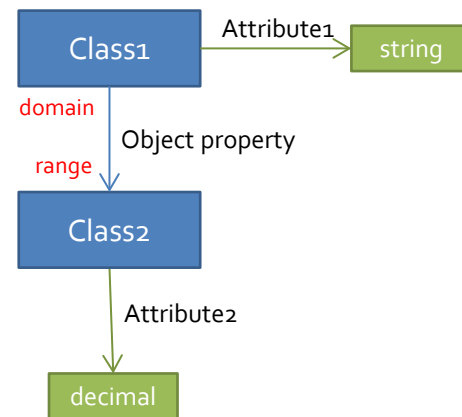 Class1
Attribute1
string
domain
Object property
range
Class2
Attribute2
decimal